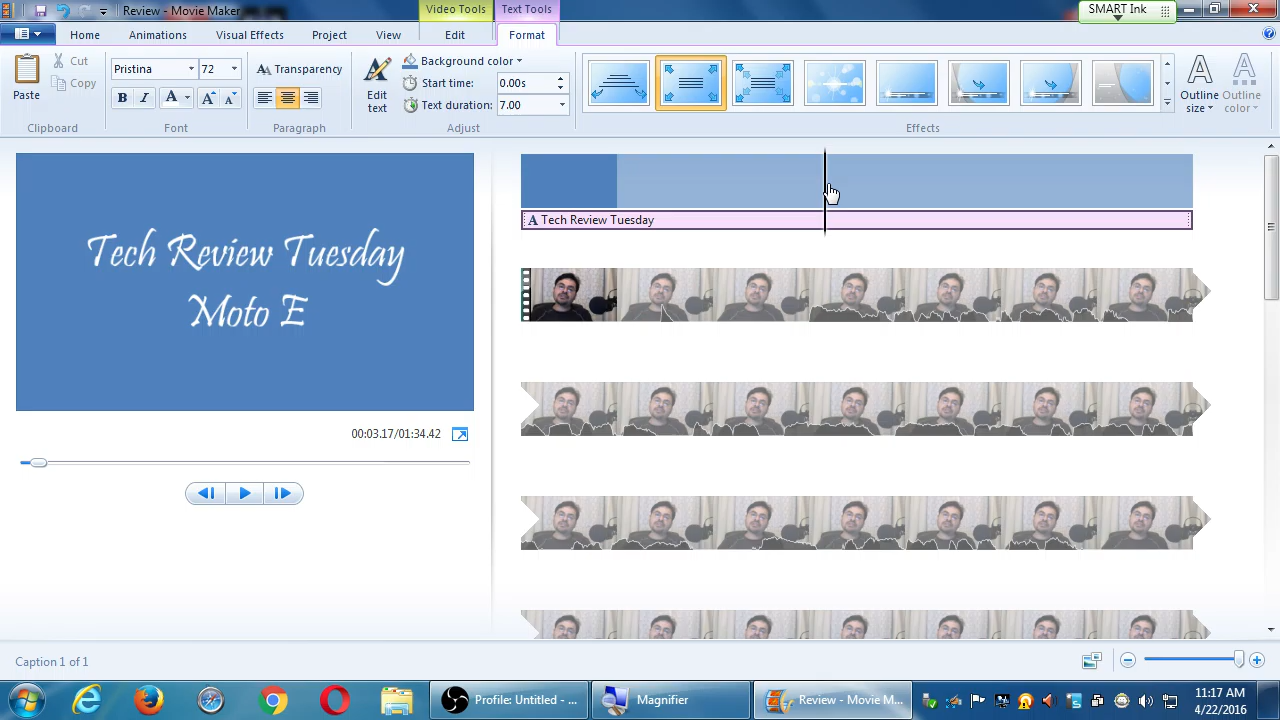 Review - Movie Maker
Video Tools
Text Tools
SMART Ink
Home
Animations
Visual Effects
Project
View
Edit
Format
Paste
Cut
Copy
Clipboard
Pristina
72
B
I
A
A
A
Font
Transparency
Paragraph
Edit
text
Background color
Start time:
0.00s
Text duration:
7.00
Adjust
Effects
A
Outline
size
A
Outline
color
Tech Review Tuesday
Moto E
00:03.17/01:34.42
A Tech Review Tuesday
Caption 1 of 1
Profile: Untitled - ...
Magnifier
Review - Movie M...
11:17 AM
4/22/2016